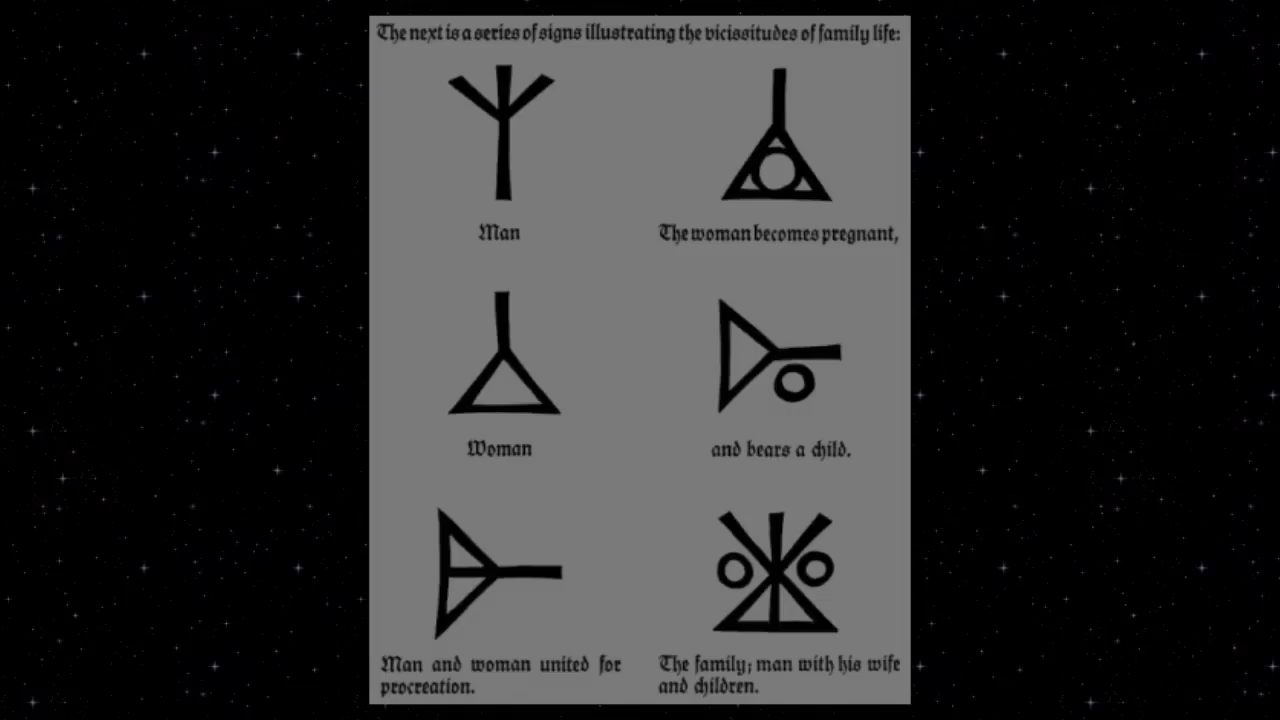 The next is a series of signs illustrating the vicissitudes of family life:
Man
The woman becomes pregnant,
Woman
and bears a child.
Man and woman united for
procreation.
The family; man with his wife
and children.